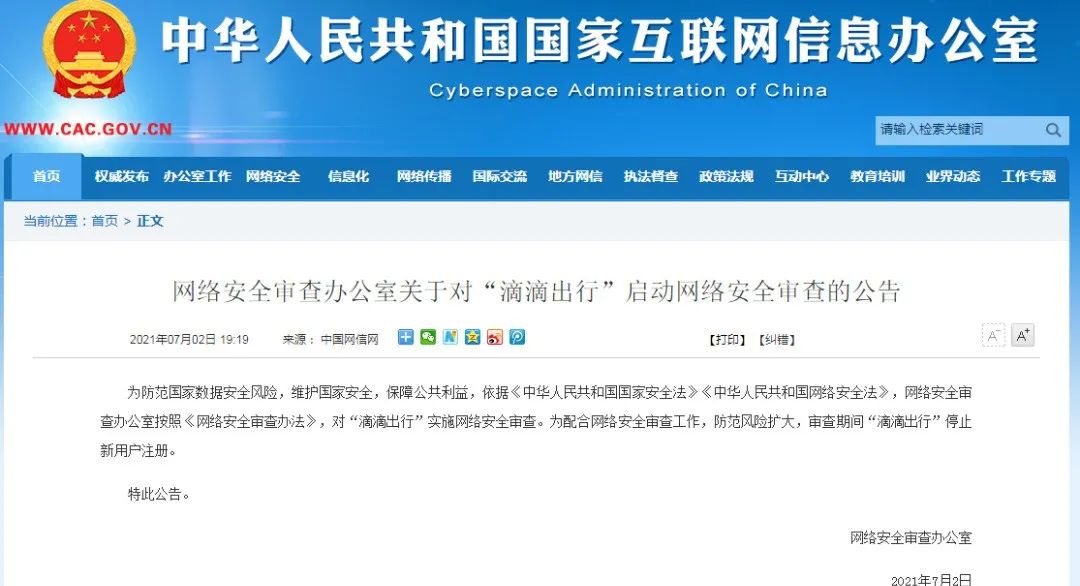 中华人民共和国国家互联网信息办公室
Cyberspace Administration of China
WWW.CAC.GOV.CN
请输入检索关键词
首页 权威发布 办公室工作 网络安全 信息化 网络传播 国际交流 地方网信 执法督查 政策法规 互动中心 教育培训 业界动态 工作专题
当前位置：首页 > 正文
网络安全审查办公室关于对“滴滴出行”启动网络安全审查的公告
2021年07月02日 19:19 来源： 中国网信网 【打印】【纠错】 A- A+
为防范国家数据安全风险，维护国家安全，保障公共利益，依据《中华人民共和国国家安全法》《中华人民共和国网络安全法》，网络安全审
查办公室按照《网络安全审查办法》，对“滴滴出行”实施网络安全审查。为配合网络安全审查工作，防范风险扩大，审查期间“滴滴出行”停止
新用户注册。
特此公告。
网络安全审查办公室
2021年7月2日